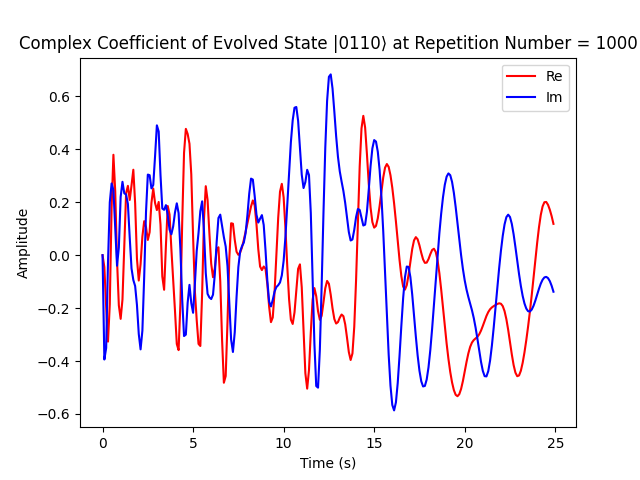 Complex Coefficient of Evolved State |0110⟩ at Repetition Number = 1000
Re
Im
0.6
0.4
0.2
0.0
−0.2
−0.4
−0.6
Amplitude
0 5 10 15 20 25
Time (s)